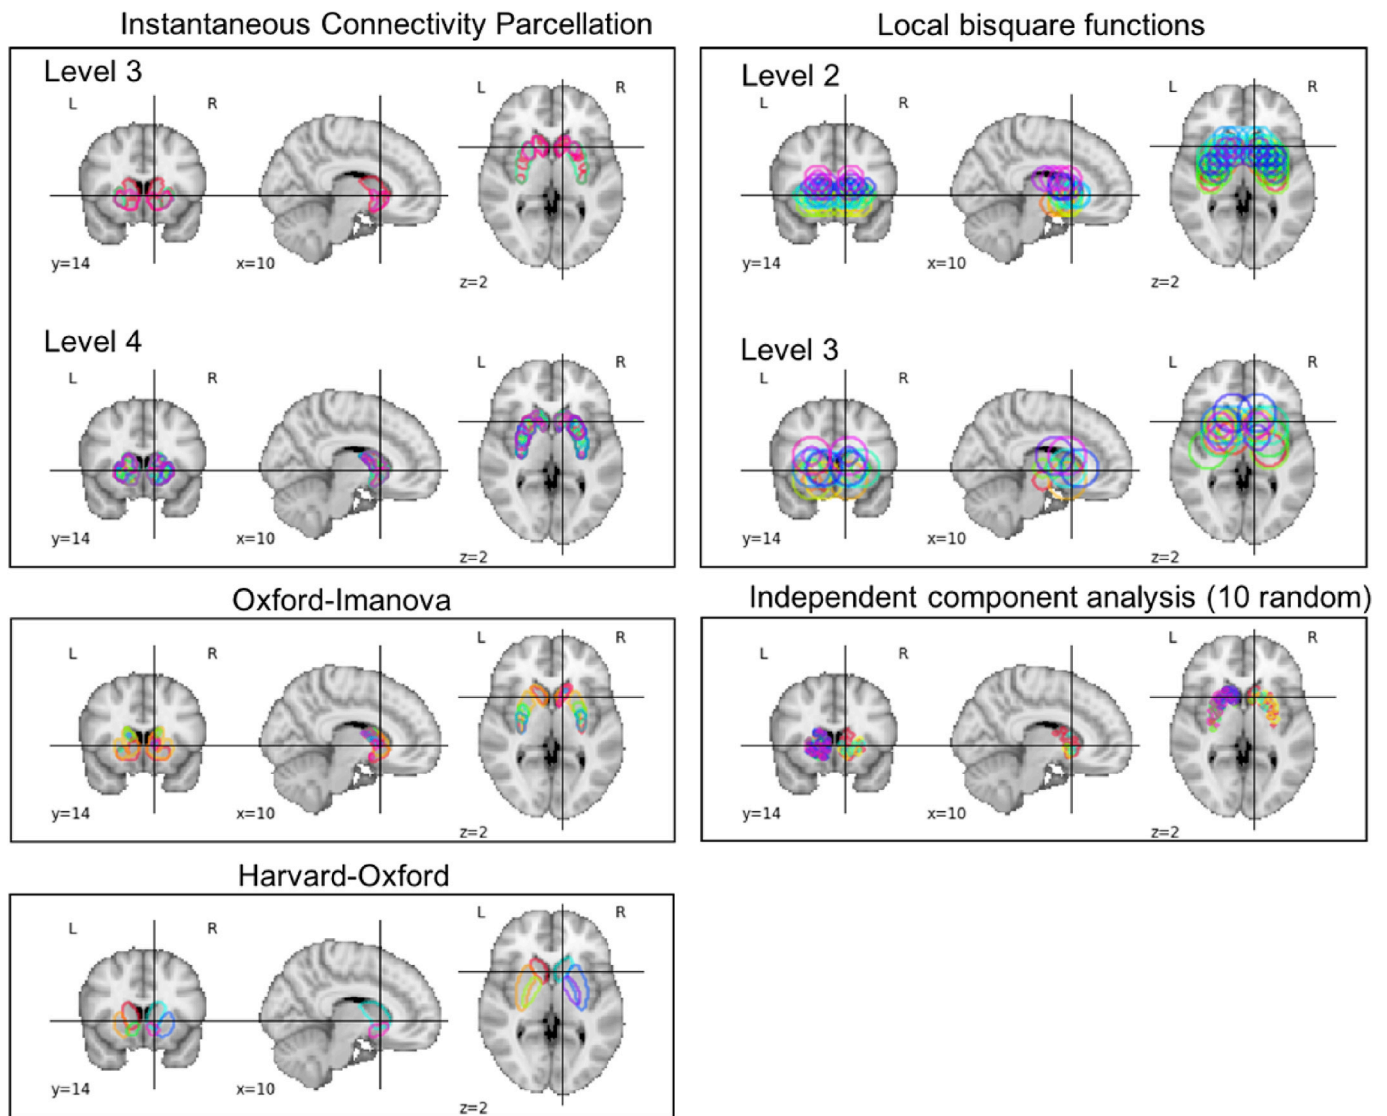 Instantaneous Connectivity Parcellation
Level 3
L R L R
y=14 x=10 z=2
Level 4
L R L R
y=14 x=10 z=2
Local bisquare functions
Level 2
L R L R
y=14 x=10 z=2
Level 3
L R L R
y=14 x=10 z=2
Oxford-Imanova
L R L R
y=14 x=10 z=2
Independent component analysis (10 random)
L R L R
y=14 x=10 z=2
Harvard-Oxford
L R L R
y=14 x=10 z=2